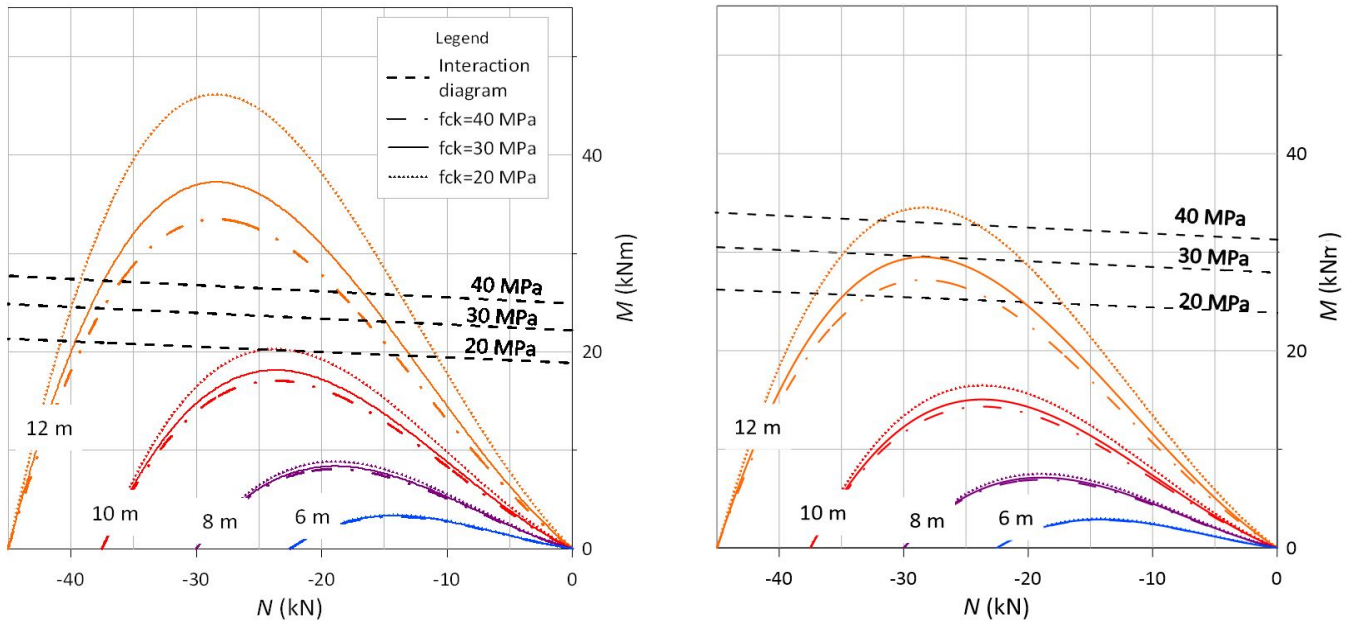 Legend
Interaction
diagram
fck=40 MPa
fck=30 MPa
fck=20 MPa
40
20
0
M (kNm)
40 MPa
30 MPa
20 MPa
12 m
10 m
8 m
6 m
-40
-30
-20
-10
0
N (kN)
40
20
0
M (kNm)
40 MPa
30 MPa
20 MPa
12 m
10 m
8 m
6 m
-40
-30
-20
-10
0
N (kN)